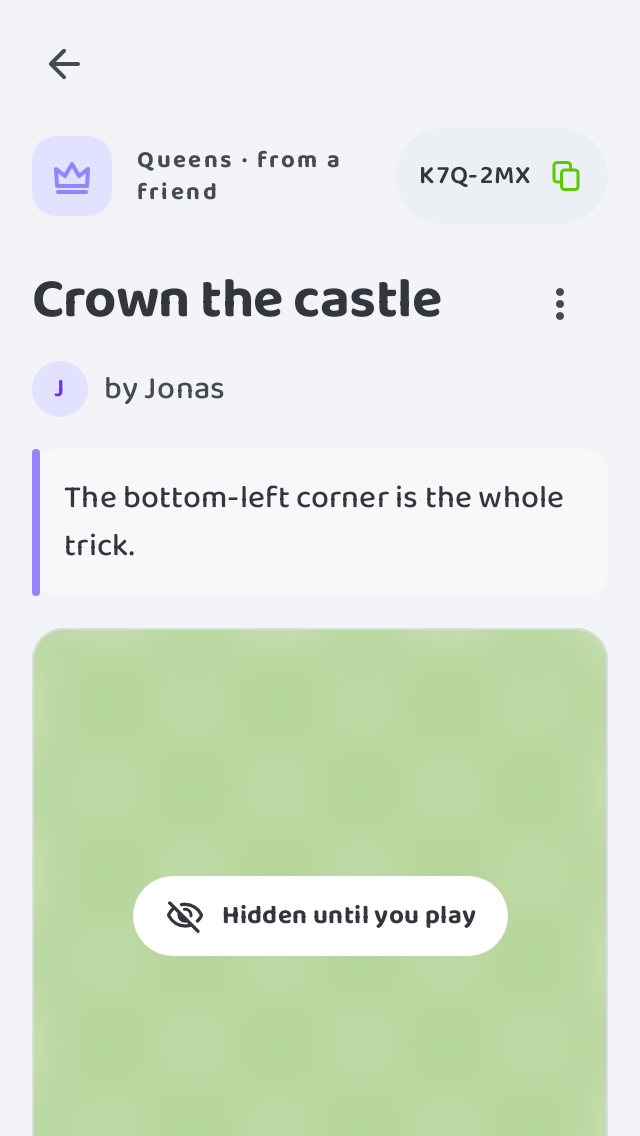 Queens · from a
friend
K7Q-2MX
Crown the castle
J
by Jonas
The bottom-left corner is the whole
trick.
Hidden until you play